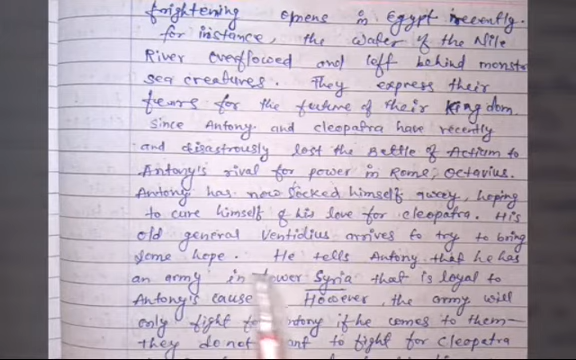 frightening omens in Egypt recently.
for instance, the water of the Nile
River overflowed and left behind monst
sea creatures. They express their
fears for the future of their kingdom.
Since Antony and cleopatra have recently
and disastrously lost the Battle of Actium to
Antony's rival for power in Rome, Octavius.
Antony has now locked himself away, hoping
to cure himself of his love for cleopatra. His
old general Ventidius arrives to try to bring
some hope. He tells Antony that he has
an army in Lower Syria that is loyal to
Antony's cause However, the army will
only fight if he comes to them-
they do not to fight for Cleopatra